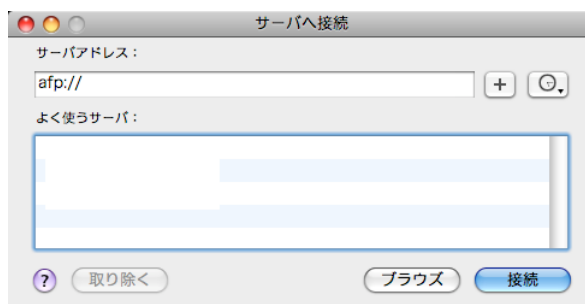 サーバへ接続
サーバアドレス：
afp://
+
よく使うサーバ：
? 取り除く ブラウズ 接続